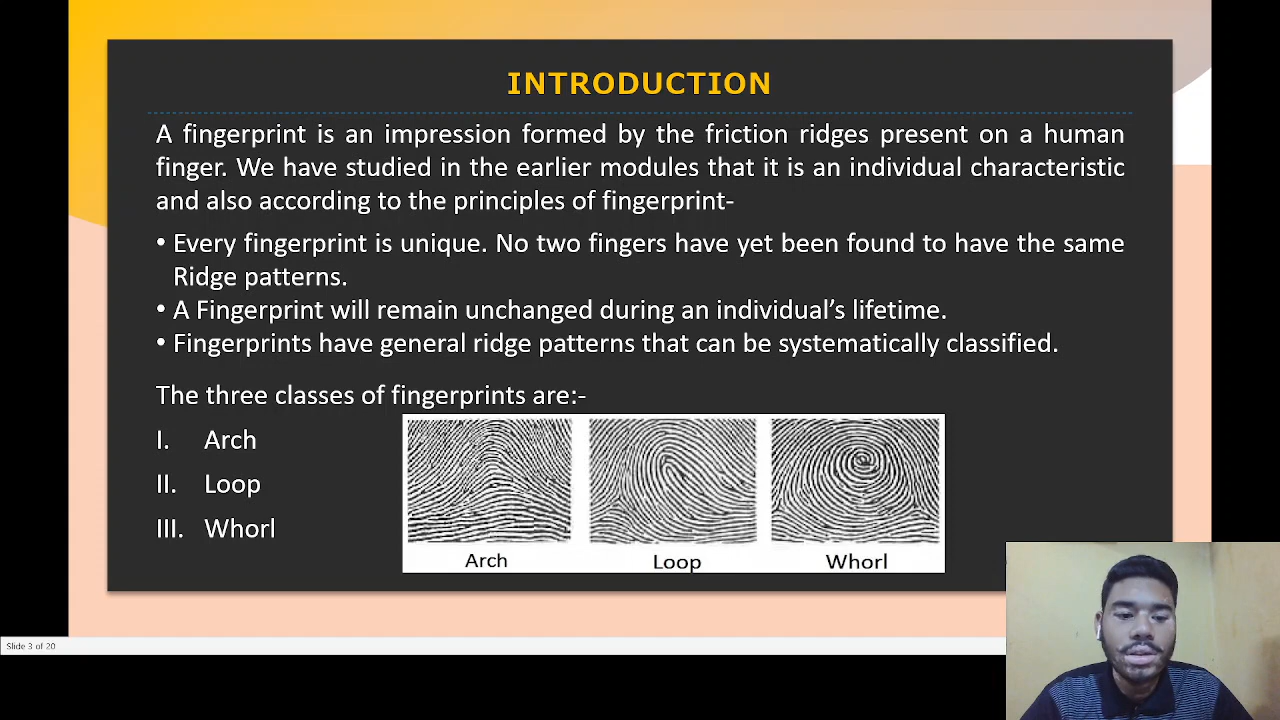 INTRODUCTION
A fingerprint is an impression formed by the friction ridges present on a human
finger. We have studied in the earlier modules that it is an individual characteristic
and also according to the principles of fingerprint-
• Every fingerprint is unique. No two fingers have yet been found to have the same
Ridge patterns.
• A Fingerprint will remain unchanged during an individual’s lifetime.
• Fingerprints have general ridge patterns that can be systematically classified.
The three classes of fingerprints are:-
I. Arch
II. Loop
III. Whorl
Arch Loop Whorl
Slide 3 of 20